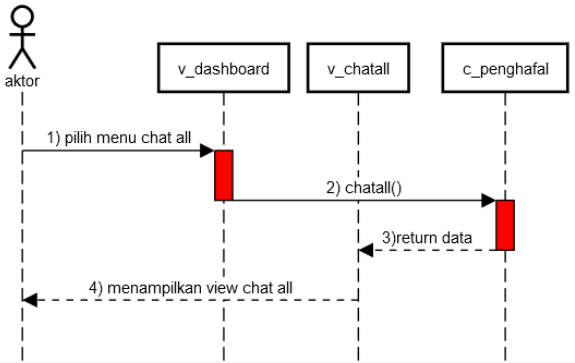 aktor
v_dashboard
v_chatall
c_penghafal
1) pilih menu chat all
2) chatall()
3)return data
4) menampilkan view chat all